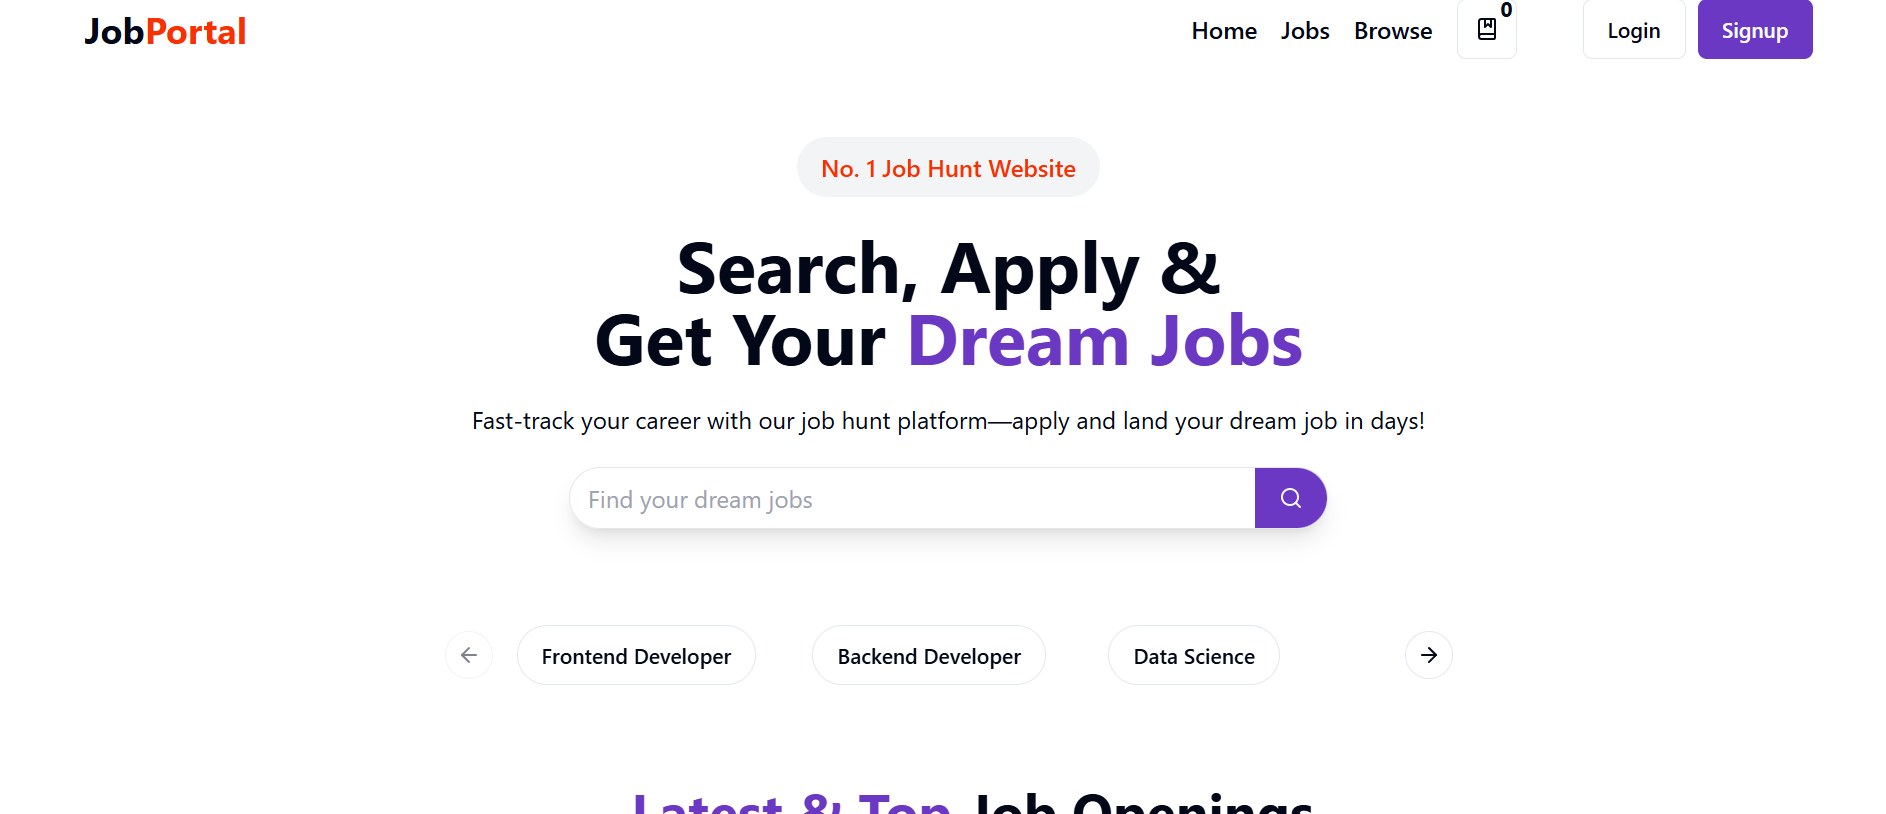 JobPortal
Home Jobs Browse 0 Login Signup
No. 1 Job Hunt Website
Search, Apply &
Get Your Dream Jobs
Fast-track your career with our job hunt platform—apply and land your dream job in days!
Find your dream jobs
Frontend Developer Backend Developer Data Science
Latest & Top Job Openings